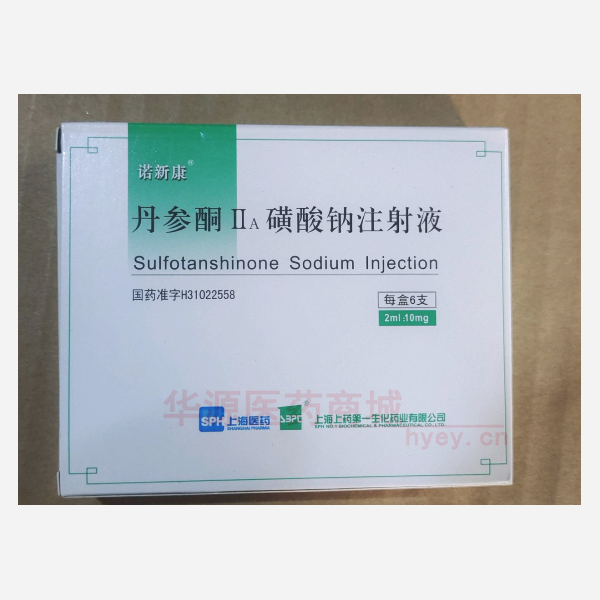 诺新康®
丹参酮ⅡA磺酸钠注射液
Sulfotanshinone Sodium Injection
国药准字H31022558
每盒6支
2ml:10mg
华源医药商城
SPH 上海医药
SHANGHAI PHARMA
SBPC®
上海上药第一生化药业有限公司
SPH NO.1 BIOCHEMICAL & PHARMACEUTICAL CO., LTD.
hyey.cn